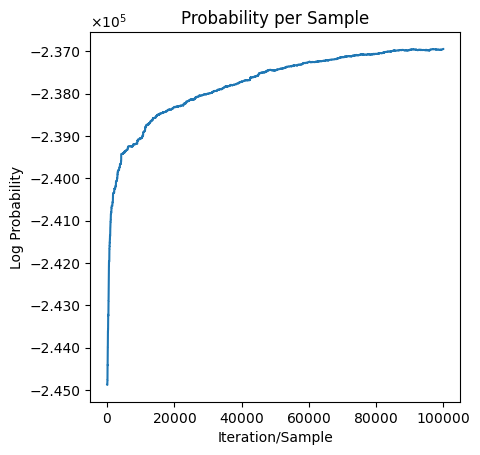 Probability per Sample
×10⁵
−2.370
−2.380
−2.390
−2.400
−2.410
−2.420
−2.430
−2.440
−2.450
Log Probability
0 20000 40000 60000 80000 100000
Iteration/Sample